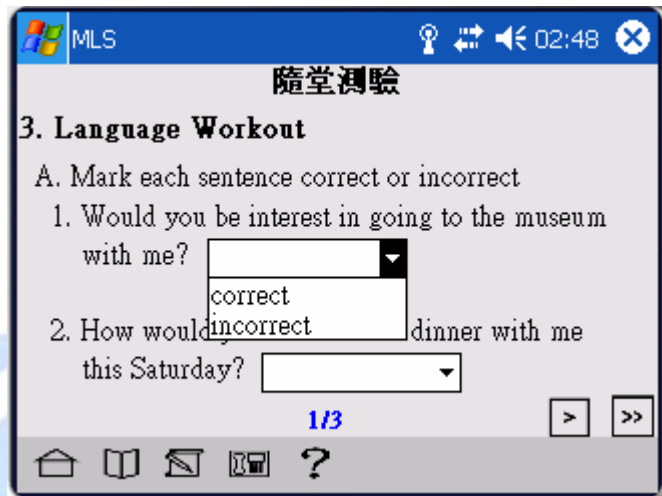 MLS 02:48
隨堂測驗
3. Language Workout
A. Mark each sentence correct or incorrect
1. Would you be interest in going to the museum
with me?
correct
incorrect
2. How would dinner with me
this Saturday?
1/3 > >>
?